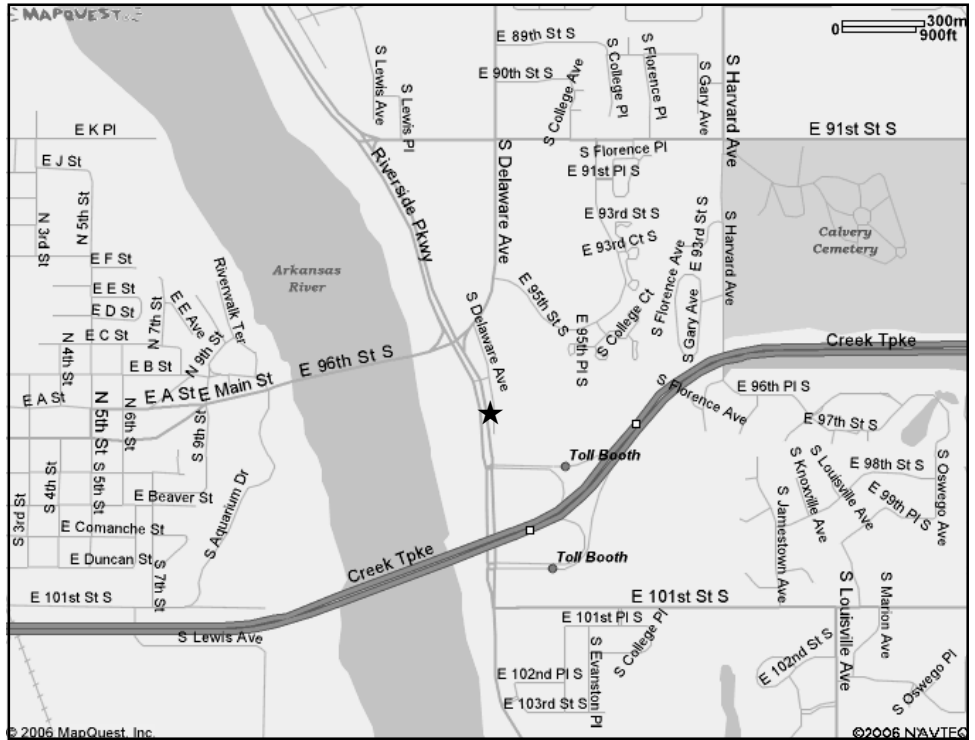 MAPQUEST
300m
0
900ft
E 89th St S
S Lewis Ave
S College Pl
S Florence Pl
S Harvard Ave
E 90th St S
S College Ave
S Gary Ave
S Lewis Pl
E K Pl
E 91st St S
S Delaware Ave
S Florence Pl
E J St
Riverside Pkwy
E 91st Pl S
N 5th St
N 3rd St
E 93rd St S
E 93rd St S
S Harvard Ave
Calvery
Cemetery
E 93rd Ct S
E F St
Riverwalk Ter
Arkansas
River
S Florence Ave
E E St
E E Ave
N 7th St
E 95th St S
S Delaware Ave
E D St
S College Ct
S Gary Ave
N 4th St
E C St
N 9th St
E 95th Pl S
Creek Tpke
E B St
E 96th St S
E Main St
S Florence Ave
E 96th Pl S
E A St
E A St
N 5th St
N 6th St
E 97th St S
S 9th St
Toll Booth
S Knoxville Ave
S Louisville Ave
E 98th St S
S Oswego Ave
S 4th St
S 5th St
S Aquarium Dr
E Beaver St
E 99th Pl S
S Jamestown Ave
S 3rd St
E Comanche St
E Duncan St
Creek Tpke
Toll Booth
S 7th St
E 101st St S
E 101st St S
S Louisville Ave
S Marion Ave
E 101st Pl S
S Lewis Ave
S College Pl
S Evanston Pl
E 102nd St S
E 102nd Pl S
S Oswego Pl
E 103rd St S
© 2006 MapQuest, Inc.
©2006 NAVTEQ